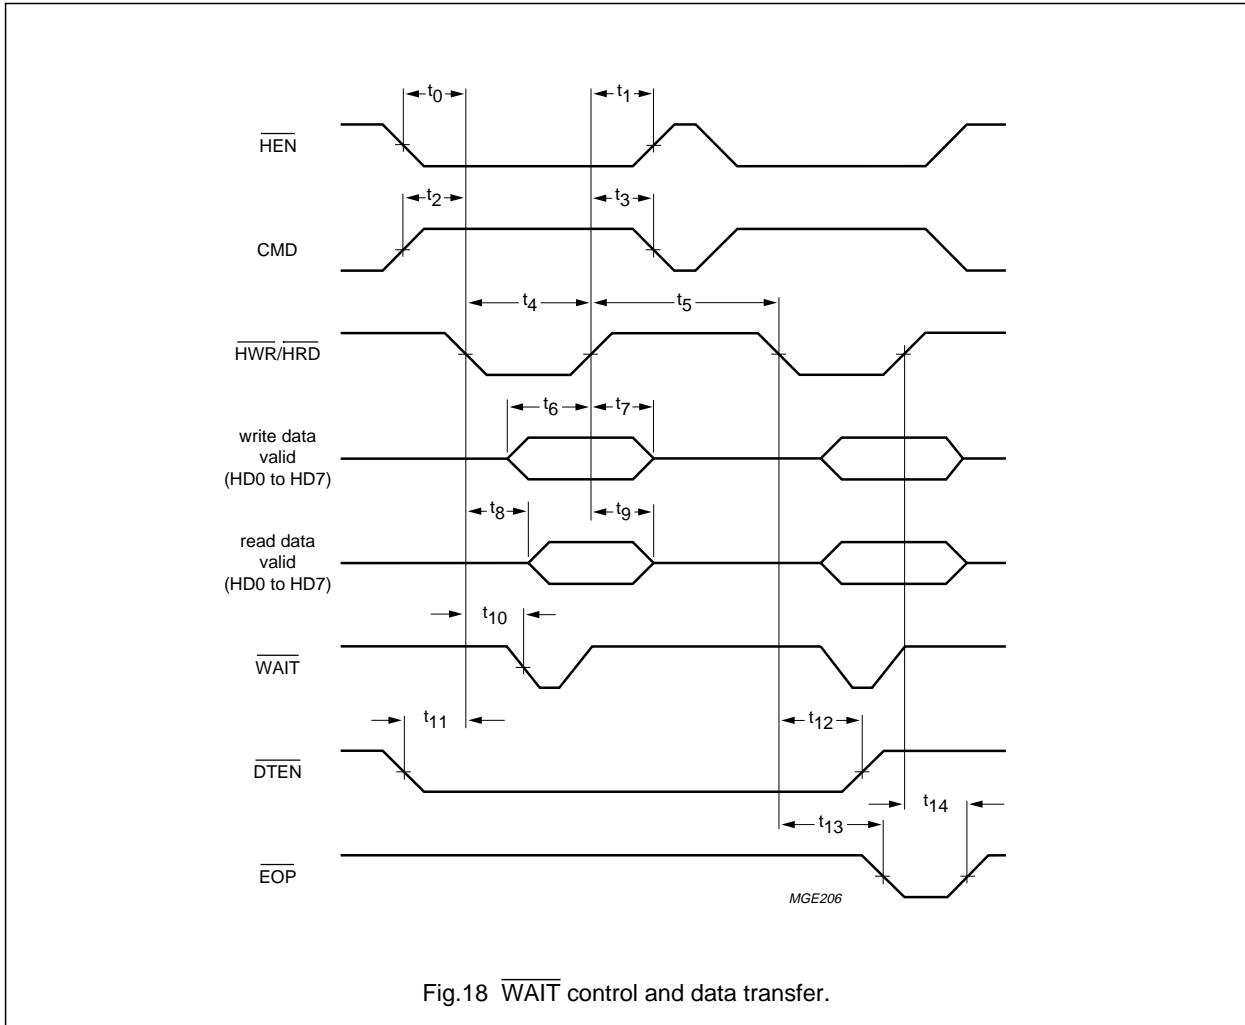 t0 t1
HEN
t2 t3
CMD
t4 t5
HWR/HRD
t6 t7
write data
valid
(HD0 to HD7)
t8 t9
read data
valid
(HD0 to HD7)
t10
WAIT
t11 t12
DTEN
t14
t13
EOP
MGE206
Fig.18 WAIT control and data transfer.